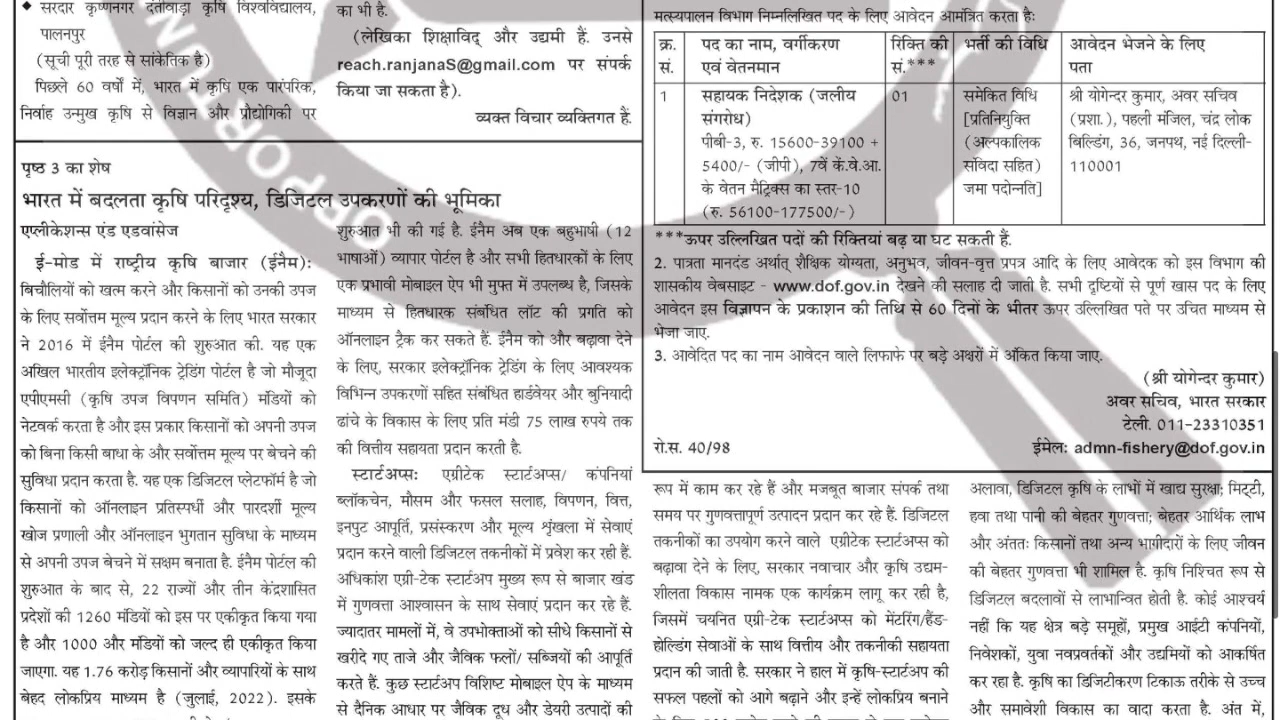 ◆ सरदार कृष्णनगर दंतीवाड़ा कृषि विश्वविद्यालय,
पालनपुर
(सूची पूरी तरह से सांकेतिक है)
पिछले 60 वर्षों में, भारत में कृषि एक पारंपरिक,
निर्वाह उन्मुख कृषि से विज्ञान और प्रौद्योगिकी पर
का भी है.
(लेखिका शिक्षाविद् और उद्यमी हैं. उनसे
reach.ranjanaS@gmail.com पर संपर्क
किया जा सकता है).
व्यक्त विचार व्यक्तिगत हैं.
पृष्ठ 3 का शेष
भारत में बदलता कृषि परिदृश्य, डिजिटल उपकरणों की भूमिका
एप्लीकेशन्स एंड एडवांसेज
ई-मोड में राष्ट्रीय कृषि बाजार (ईनैम):
बिचौलियों को खत्म करने और किसानों को उनकी उपज
के लिए सर्वोत्तम मूल्य प्रदान करने के लिए भारत सरकार
ने 2016 में ईनैम पोर्टल की शुरुआत की. यह एक
अखिल भारतीय इलेक्ट्रॉनिक ट्रेडिंग पोर्टल है जो मौजूदा
एपीएमसी (कृषि उपज विपणन समिति) मंडियों को
नेटवर्क करता है और इस प्रकार किसानों को अपनी उपज
को बिना किसी बाधा के और सर्वोत्तम मूल्य पर बेचने की
सुविधा प्रदान करता है. यह एक डिजिटल प्लेटफॉर्म है जो
किसानों को ऑनलाइन प्रतिस्पर्धी और पारदर्शी मूल्य
खोज प्रणाली और ऑनलाइन भुगतान सुविधा के माध्यम
से अपनी उपज बेचने में सक्षम बनाता है. ईनैम पोर्टल की
शुरुआत के बाद से, 22 राज्यों और तीन केंद्रशासित
प्रदेशों की 1260 मंडियों को इस पर एकीकृत किया गया
है और 1000 और मंडियों को जल्द ही एकीकृत किया
जाएगा. यह 1.76 करोड़ किसानों और व्यापारियों के साथ
बेहद लोकप्रिय माध्यम है (जुलाई, 2022). इसके
शुरुआत भी की गई है. ईनैम अब एक बहुभाषी (12
भाषाओं) व्यापार पोर्टल है और सभी हितधारकों के लिए
एक प्रभावी मोबाइल ऐप भी मुफ्त में उपलब्ध है, जिसके
माध्यम से हितधारक संबंधित लॉट की प्रगति को
ऑनलाइन ट्रैक कर सकते हैं. ईनैम को और बढ़ावा देने
के लिए, सरकार इलेक्ट्रॉनिक ट्रेडिंग के लिए आवश्यक
विभिन्न उपकरणों सहित संबंधित हार्डवेयर और बुनियादी
ढांचे के विकास के लिए प्रति मंडी 75 लाख रुपये तक
की वित्तीय सहायता प्रदान करती है.
स्टार्टअप्स: एग्रीटेक स्टार्टअप्स/ कंपनियां
ब्लॉकचेन, मौसम और फसल सलाह, विपणन, वित्त,
इनपुट आपूर्ति, प्रसंस्करण और मूल्य शृंखला में सेवाएं
प्रदान करने वाली डिजिटल तकनीकों में प्रवेश कर रही हैं.
अधिकांश एग्री-टेक स्टार्टअप मुख्य रूप से बाजार खंड
में गुणवत्ता आश्वासन के साथ सेवाएं प्रदान कर रहे हैं.
ज्यादातर मामलों में, वे उपभोक्ताओं को सीधे किसानों से
खरीदे गए ताजे और जैविक फलों/ सब्जियों की आपूर्ति
करते हैं. कुछ स्टार्टअप विशिष्ट मोबाइल ऐप के माध्यम
से दैनिक आधार पर जैविक दूध और डेयरी उत्पादों की
मत्स्यपालन विभाग निम्नलिखित पद के लिए आवेदन आमंत्रित करता है:
क्र. सं. | पद का नाम, वर्गीकरण एवं वेतनमान | रिक्ति की सं.*** | भर्ती की विधि | आवेदन भेजने के लिए पता
1 | सहायक निदेशक (जलीय संगरोध) पीबी-3, रु. 15600-39100 + 5400/- (जीपी), 7वें कें.वे.आ. के वेतन मैट्रिक्स का स्तर-10 (रु. 56100-177500/-) | 01 | समेकित विधि [प्रतिनियुक्ति (अल्पकालिक संविदा सहित) जमा पदोन्नति] | श्री योगेन्दर कुमार, अवर सचिव (प्रशा.), पहली मंजिल, चंद्र लोक बिल्डिंग, 36, जनपथ, नई दिल्ली-110001
***ऊपर उल्लिखित पदों की रिक्तियां बढ़ या घट सकती हैं.
2. पात्रता मानदंड अर्थात् शैक्षिक योग्यता, अनुभव, जीवन-वृत्त प्रपत्र आदि के लिए आवेदक को इस विभाग की
शासकीय वेबसाइट - www.dof.gov.in देखने की सलाह दी जाती है. सभी दृष्टियों से पूर्ण खास पद के लिए
आवेदन इस विज्ञापन के प्रकाशन की तिथि से 60 दिनों के भीतर ऊपर उल्लिखित पते पर उचित माध्यम से
भेजा जाए.
3. आवेदित पद का नाम आवेदन वाले लिफाफे पर बड़े अक्षरों में अंकित किया जाए.
(श्री योगेन्दर कुमार)
अवर सचिव, भारत सरकार
टेली. 011-23310351
रो.स. 40/98 ईमेल: admn-fishery@dof.gov.in
रूप में काम कर रहे हैं और मजबूत बाजार संपर्क तथा
समय पर गुणवत्तापूर्ण उत्पादन प्रदान कर रहे हैं. डिजिटल
तकनीकों का उपयोग करने वाले एग्रीटेक स्टार्टअप्स को
बढ़ावा देने के लिए, सरकार नवाचार और कृषि उद्यम-
शीलता विकास नामक एक कार्यक्रम लागू कर रही है,
जिसमें चयनित एग्री-टेक स्टार्टअप्स को मेंटरिंग/हैंड-
होल्डिंग सेवाओं के साथ वित्तीय और तकनीकी सहायता
प्रदान की जाती है. सरकार ने हाल में कृषि-स्टार्टअप की
सफल पहलों को आगे बढ़ाने और इन्हें लोकप्रिय बनाने
अलावा, डिजिटल कृषि के लाभों में खाद्य सुरक्षा; मिट्टी,
हवा तथा पानी की बेहतर गुणवत्ता; बेहतर आर्थिक लाभ
और अंततः किसानों तथा अन्य भागीदारों के लिए जीवन
की बेहतर गुणवत्ता भी शामिल है. कृषि निश्चित रूप से
डिजिटल बदलावों से लाभान्वित होती है. कोई आश्चर्य
नहीं कि यह क्षेत्र बड़े समूहों, प्रमुख आईटी कंपनियों,
निवेशकों, युवा नवप्रवर्तकों और उद्यमियों को आकर्षित
कर रहा है. कृषि का डिजिटीकरण टिकाऊ तरीके से उच्च
और समावेशी विकास का वादा करता है. अंत में,